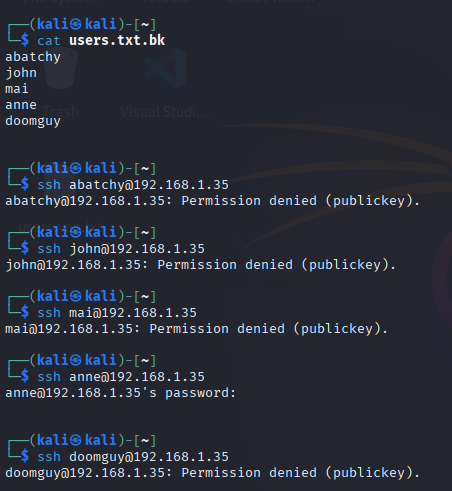 ┌──(kali㉿kali)-[~]
└─$ cat users.txt.bk
abatchy
john
mai
anne
doomguy
Trash
Visual Studi...
┌──(kali㉿kali)-[~]
└─$ ssh abatchy@192.168.1.35
abatchy@192.168.1.35: Permission denied (publickey).
┌──(kali㉿kali)-[~]
└─$ ssh john@192.168.1.35
john@192.168.1.35: Permission denied (publickey).
┌──(kali㉿kali)-[~]
└─$ ssh mai@192.168.1.35
mai@192.168.1.35: Permission denied (publickey).
┌──(kali㉿kali)-[~]
└─$ ssh anne@192.168.1.35
anne@192.168.1.35's password:
┌──(kali㉿kali)-[~]
└─$ ssh doomguy@192.168.1.35
doomguy@192.168.1.35: Permission denied (publickey).